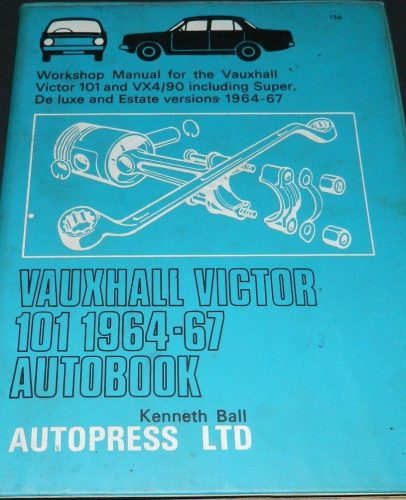 156
Workshop Manual for the Vauxhall
Victor 101 and VX4/90 including Super,
De luxe and Estate versions 1964-67
VAUXHALL VICTOR
101 1964-67
AUTOBOOK
Kenneth Ball
AUTOPRESS LTD